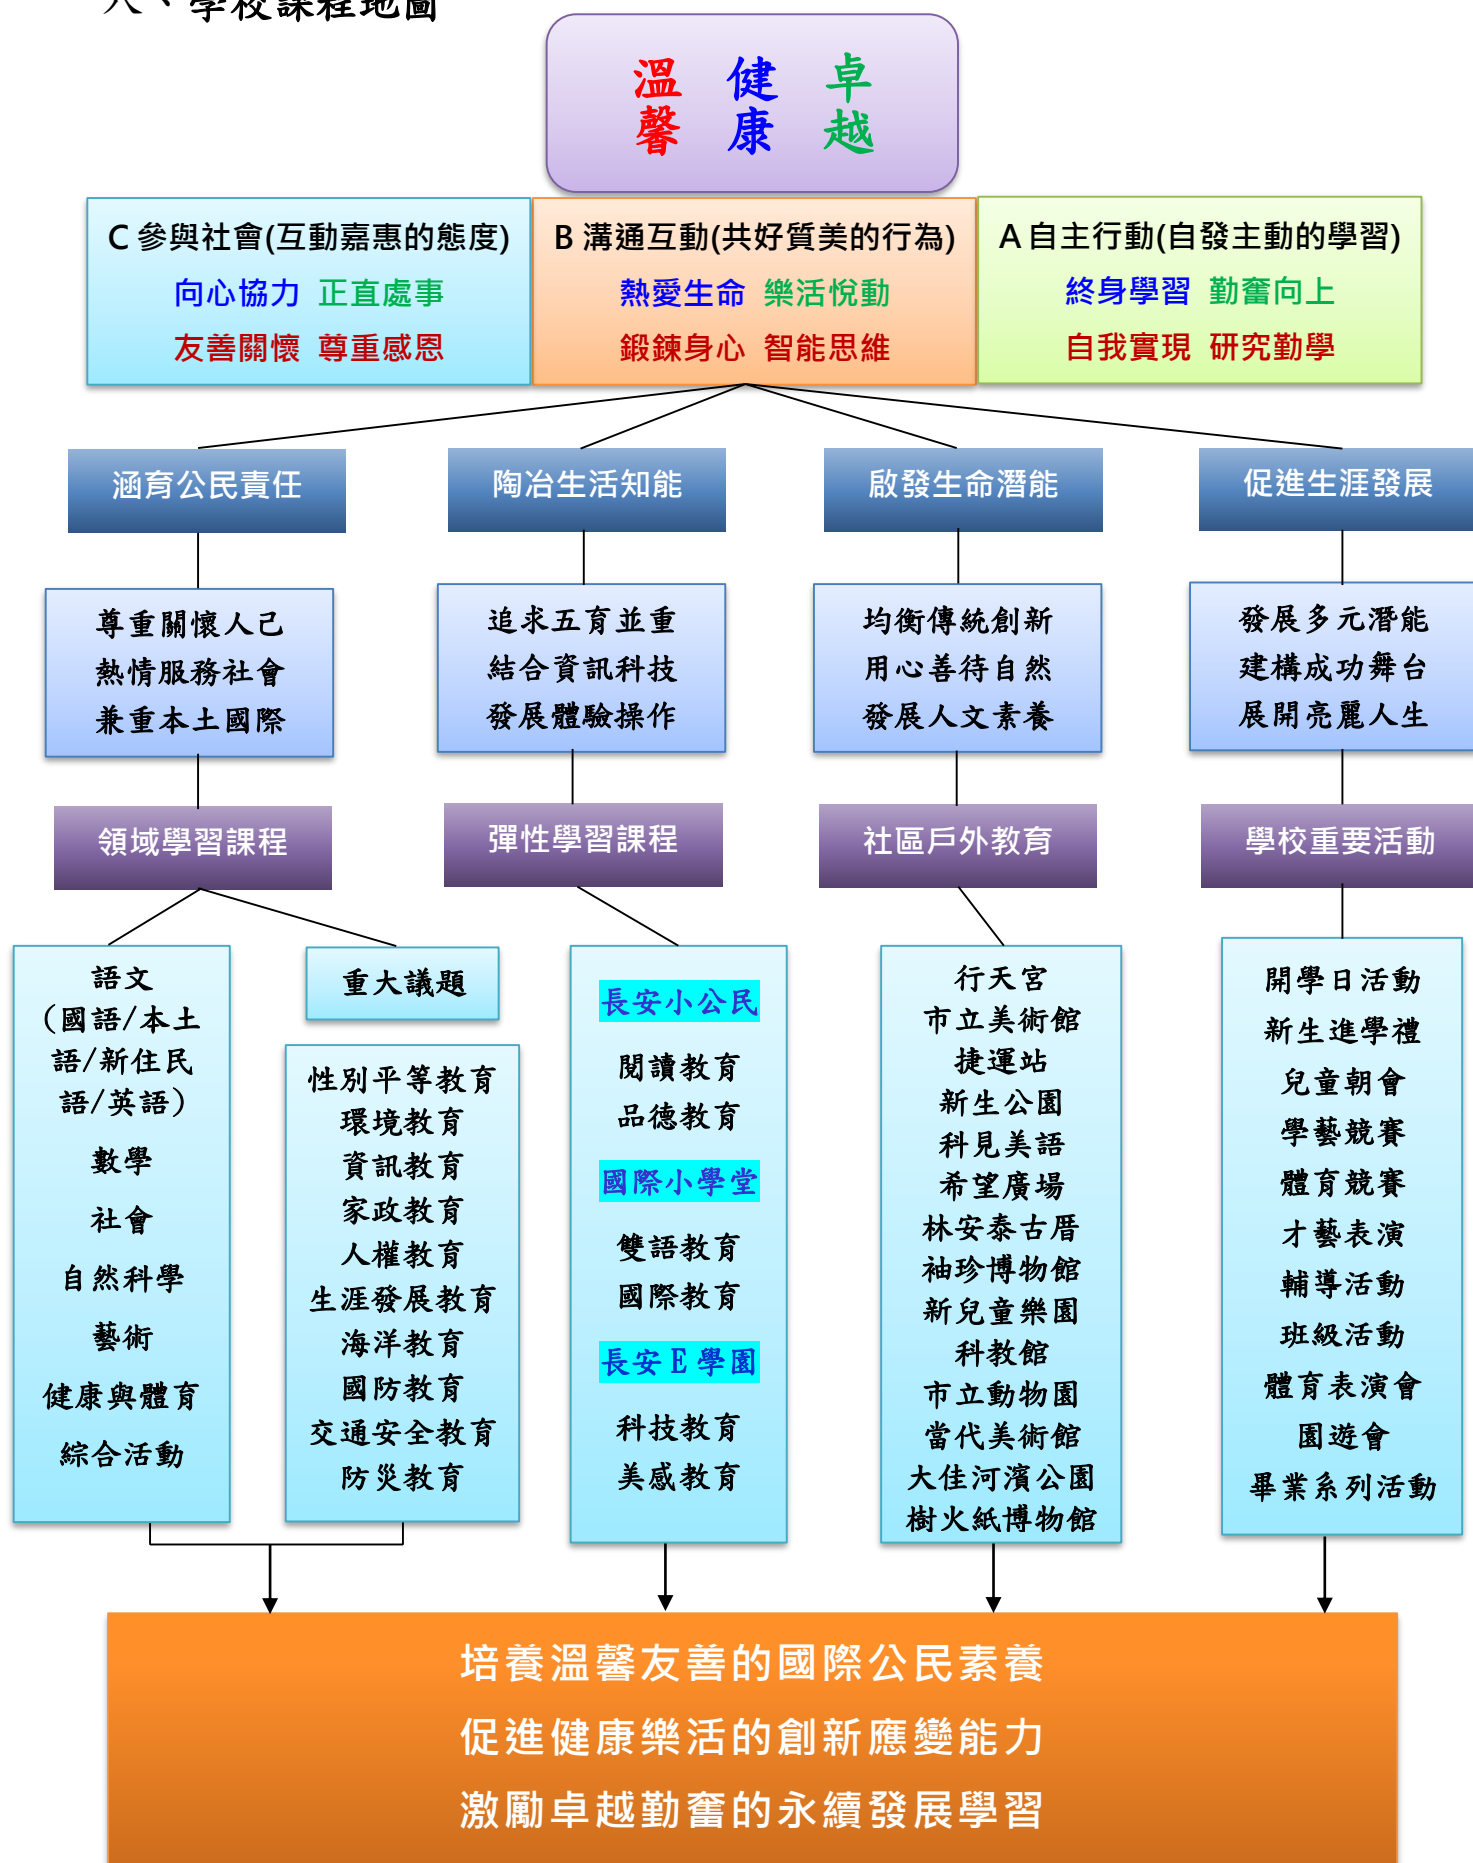 八、學校課程地圖
溫馨 健康 卓越
C 參與社會(互動嘉惠的態度)
向心協力 正直處事
友善關懷 尊重感恩
B 溝通互動(共好質美的行為)
熱愛生命 樂活悅動
鍛鍊身心 智能思維
A 自主行動(自發主動的學習)
終身學習 勤奮向上
自我實現 研究勤學
涵育公民責任
陶冶生活知能
啟發生命潛能
促進生涯發展
尊重關懷人己
熱情服務社會
兼重本土國際
追求五育並重
結合資訊科技
發展體驗操作
均衡傳統創新
用心善待自然
發展人文素養
發展多元潛能
建構成功舞台
展開亮麗人生
領域學習課程
彈性學習課程
社區戶外教育
學校重要活動
語文
(國語/本土
語/新住民
語/英語)
數學
社會
自然科學
藝術
健康與體育
綜合活動
重大議題
性別平等教育
環境教育
資訊教育
家政教育
人權教育
生涯發展教育
海洋教育
國防教育
交通安全教育
防災教育
長安小公民
閱讀教育
品德教育
國際小學堂
雙語教育
國際教育
長安 E 學園
科技教育
美感教育
行天宮
市立美術館
捷運站
新生公園
科見美語
希望廣場
林安泰古厝
袖珍博物館
新兒童樂園
科教館
市立動物園
當代美術館
大佳河濱公園
樹火紙博物館
開學日活動
新生進學禮
兒童朝會
學藝競賽
體育競賽
才藝表演
輔導活動
班級活動
體育表演會
園遊會
畢業系列活動
培養溫馨友善的國際公民素養
促進健康樂活的創新應變能力
激勵卓越勤奮的永續發展學習